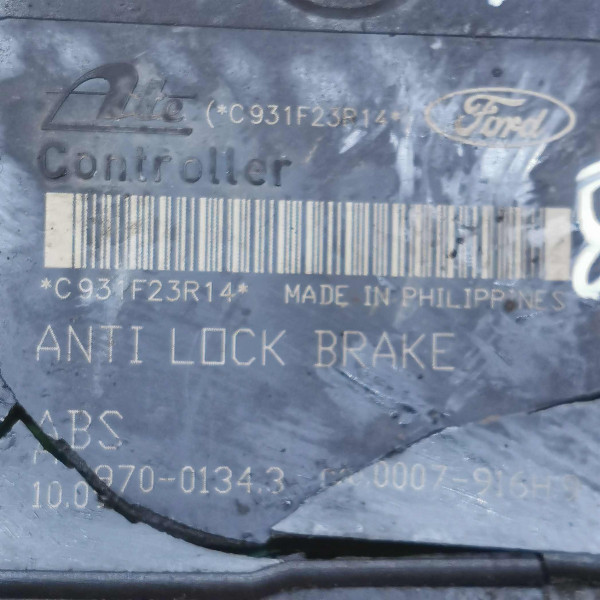 Ate (*C931F23R14* Ford
Controller
*C931F23R14* MADE IN PHILIPPINES
ANTI LOCK BRAKE
ABS
970-0134.3